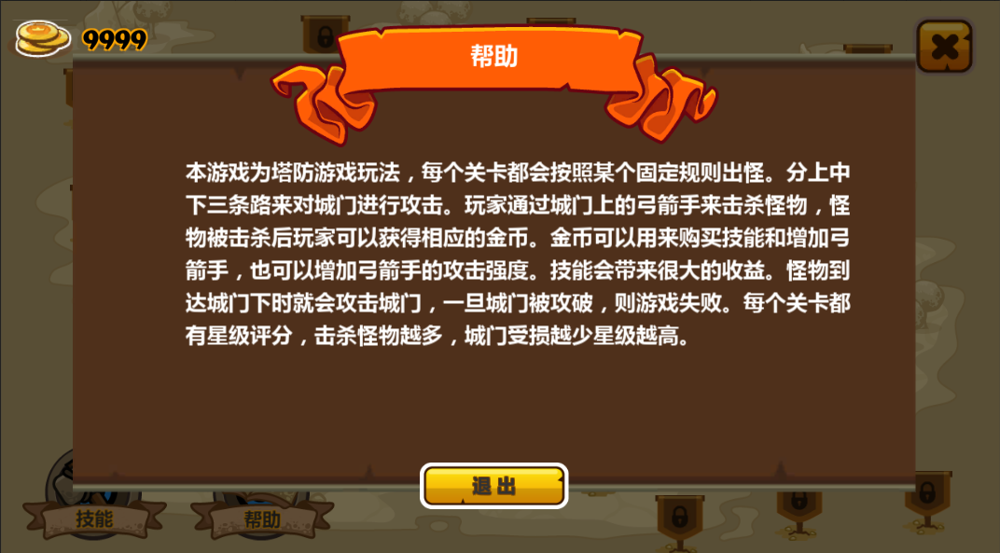 9999
帮助
本游戏为塔防游戏玩法，每个关卡都会按照某个固定规则出怪。分上中
下三条路来对城门进行攻击。玩家通过城门上的弓箭手来击杀怪物，怪
物被击杀后玩家可以获得相应的金币。金币可以用来购买技能和增加弓
箭手，也可以增加弓箭手的攻击强度。技能会带来很大的收益。怪物到
达城门下时就会攻击城门，一旦城门被攻破，则游戏失败。每个关卡都
有星级评分，击杀怪物越多，城门受损越少星级越高。
退出
技能
帮助